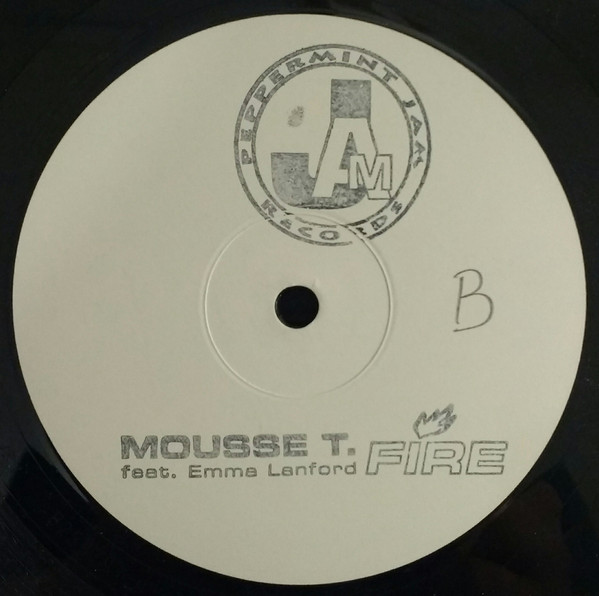 PEPPERMINT JAM
JAM
RECORDS
B
MOUSSE T.
feat. Emma Lanford
FIRE